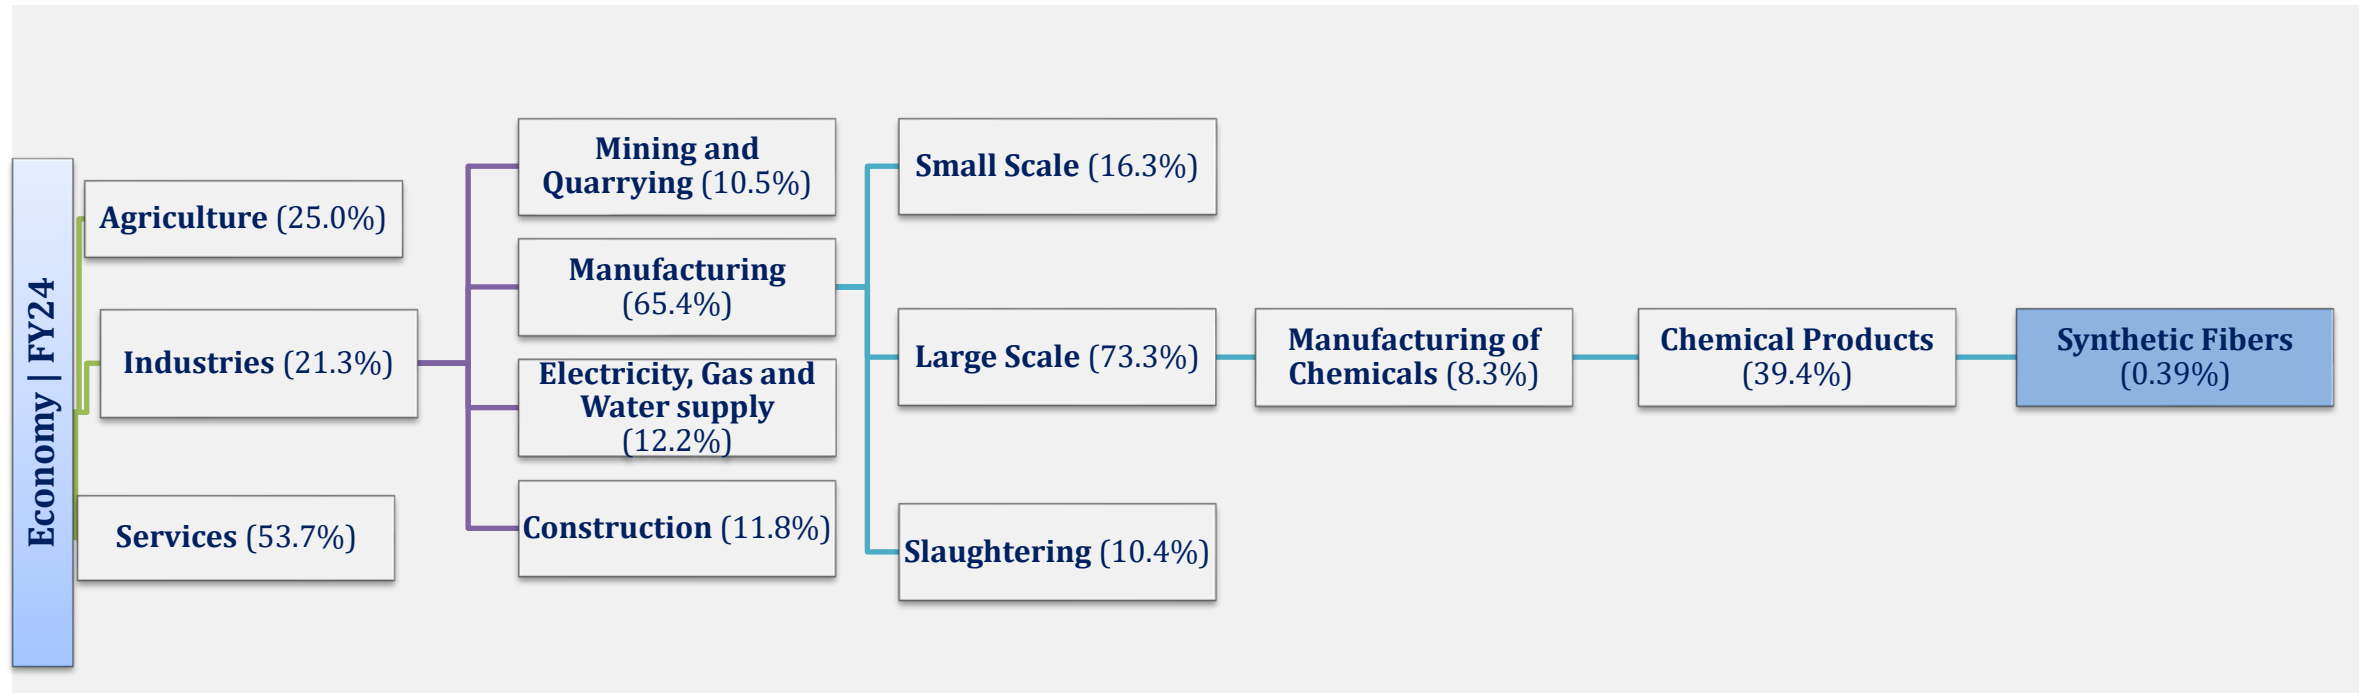 Economy | FY24
Agriculture (25.0%)
Industries (21.3%)
Services (53.7%)
Mining and
Quarrying (10.5%)
Manufacturing
(65.4%)
Electricity, Gas and
Water supply
(12.2%)
Construction (11.8%)
Small Scale (16.3%)
Large Scale (73.3%)
Slaughtering (10.4%)
Manufacturing of
Chemicals (8.3%)
Chemical Products
(39.4%)
Synthetic Fibers
(0.39%)